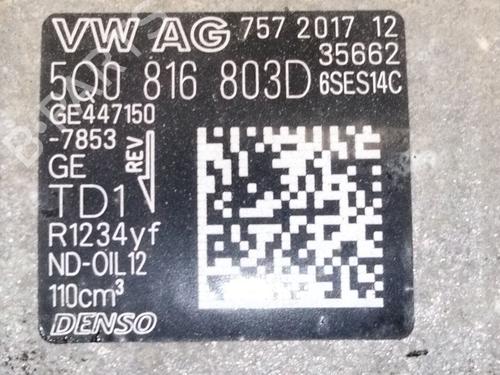 VW AG 757 2017 12
35662
5Q0 816 803D 6SES14C
GE447150
-7853
GE
REV
TD1
R1234yf
ND-OIL12
110cm³
DENSO